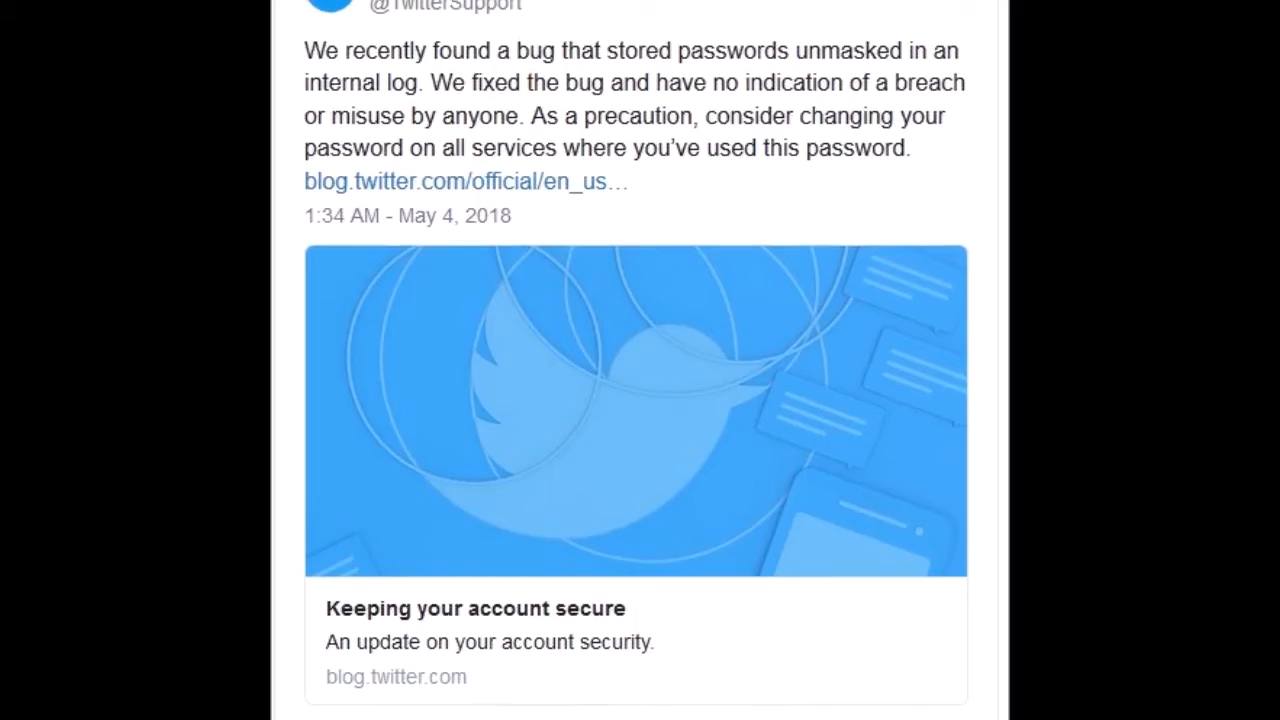 @TwitterSupport
We recently found a bug that stored passwords unmasked in an
internal log. We fixed the bug and have no indication of a breach
or misuse by anyone. As a precaution, consider changing your
password on all services where you’ve used this password.
blog.twitter.com/official/en_us…
1:34 AM - May 4, 2018
Keeping your account secure
An update on your account security.
blog.twitter.com